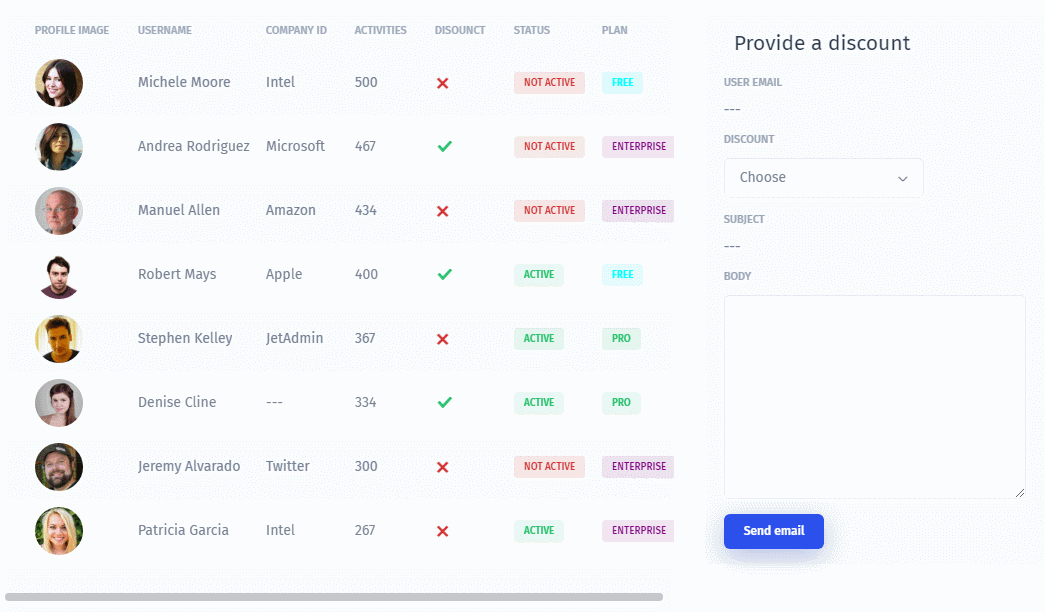 PROFILE IMAGE USERNAME COMPANY ID ACTIVITIES DISOUNCT STATUS PLAN
Michele Moore Intel 500 NOT ACTIVE FREE
Andrea Rodriguez Microsoft 467 NOT ACTIVE ENTERPRISE
Manuel Allen Amazon 434 NOT ACTIVE ENTERPRISE
Robert Mays Apple 400 ACTIVE FREE
Stephen Kelley JetAdmin 367 ACTIVE PRO
Denise Cline --- 334 ACTIVE PRO
Jeremy Alvarado Twitter 300 NOT ACTIVE ENTERPRISE
Patricia Garcia Intel 267 ACTIVE ENTERPRISE
Provide a discount
USER EMAIL
---
DISCOUNT
Choose
SUBJECT
---
BODY
Send email